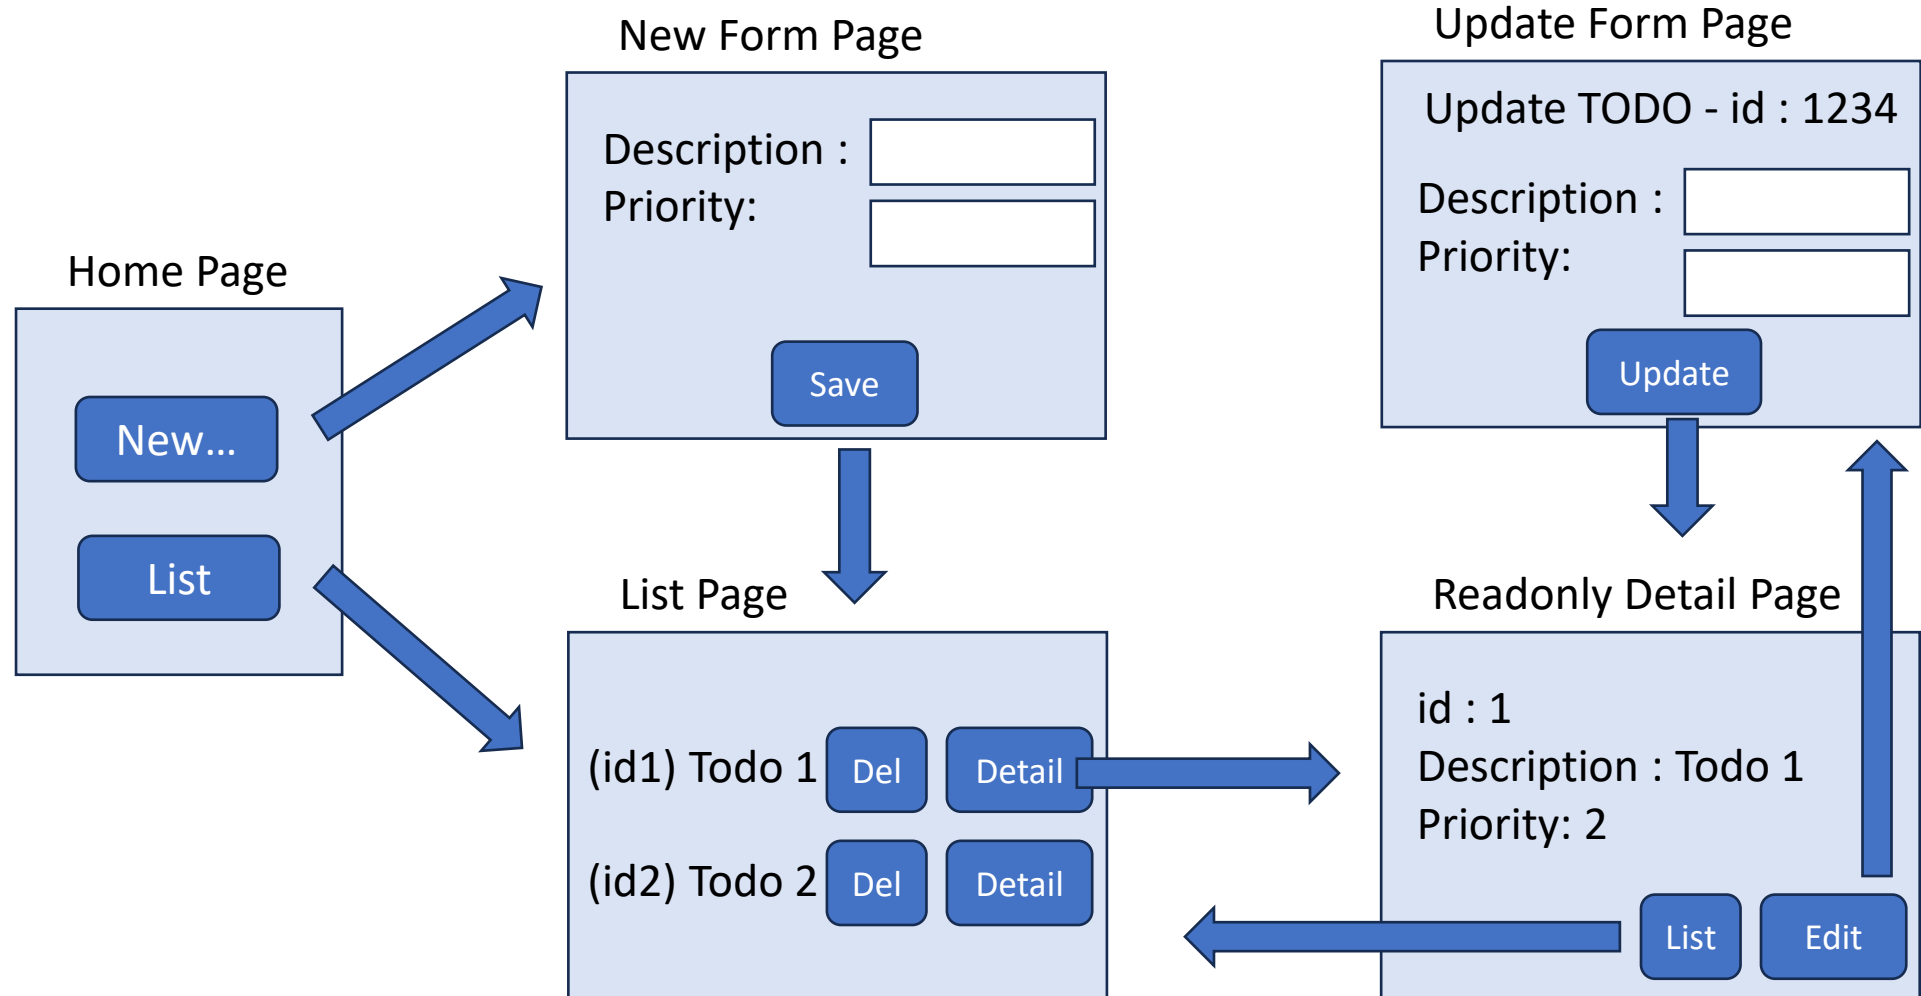 Home Page
New...
List
New Form Page
Description :
Priority:
Save
List Page
(id1) Todo 1 Del Detail
(id2) Todo 2 Del Detail
Update Form Page
Update TODO - id : 1234
Description :
Priority:
Update
Readonly Detail Page
id : 1
Description : Todo 1
Priority: 2
List Edit